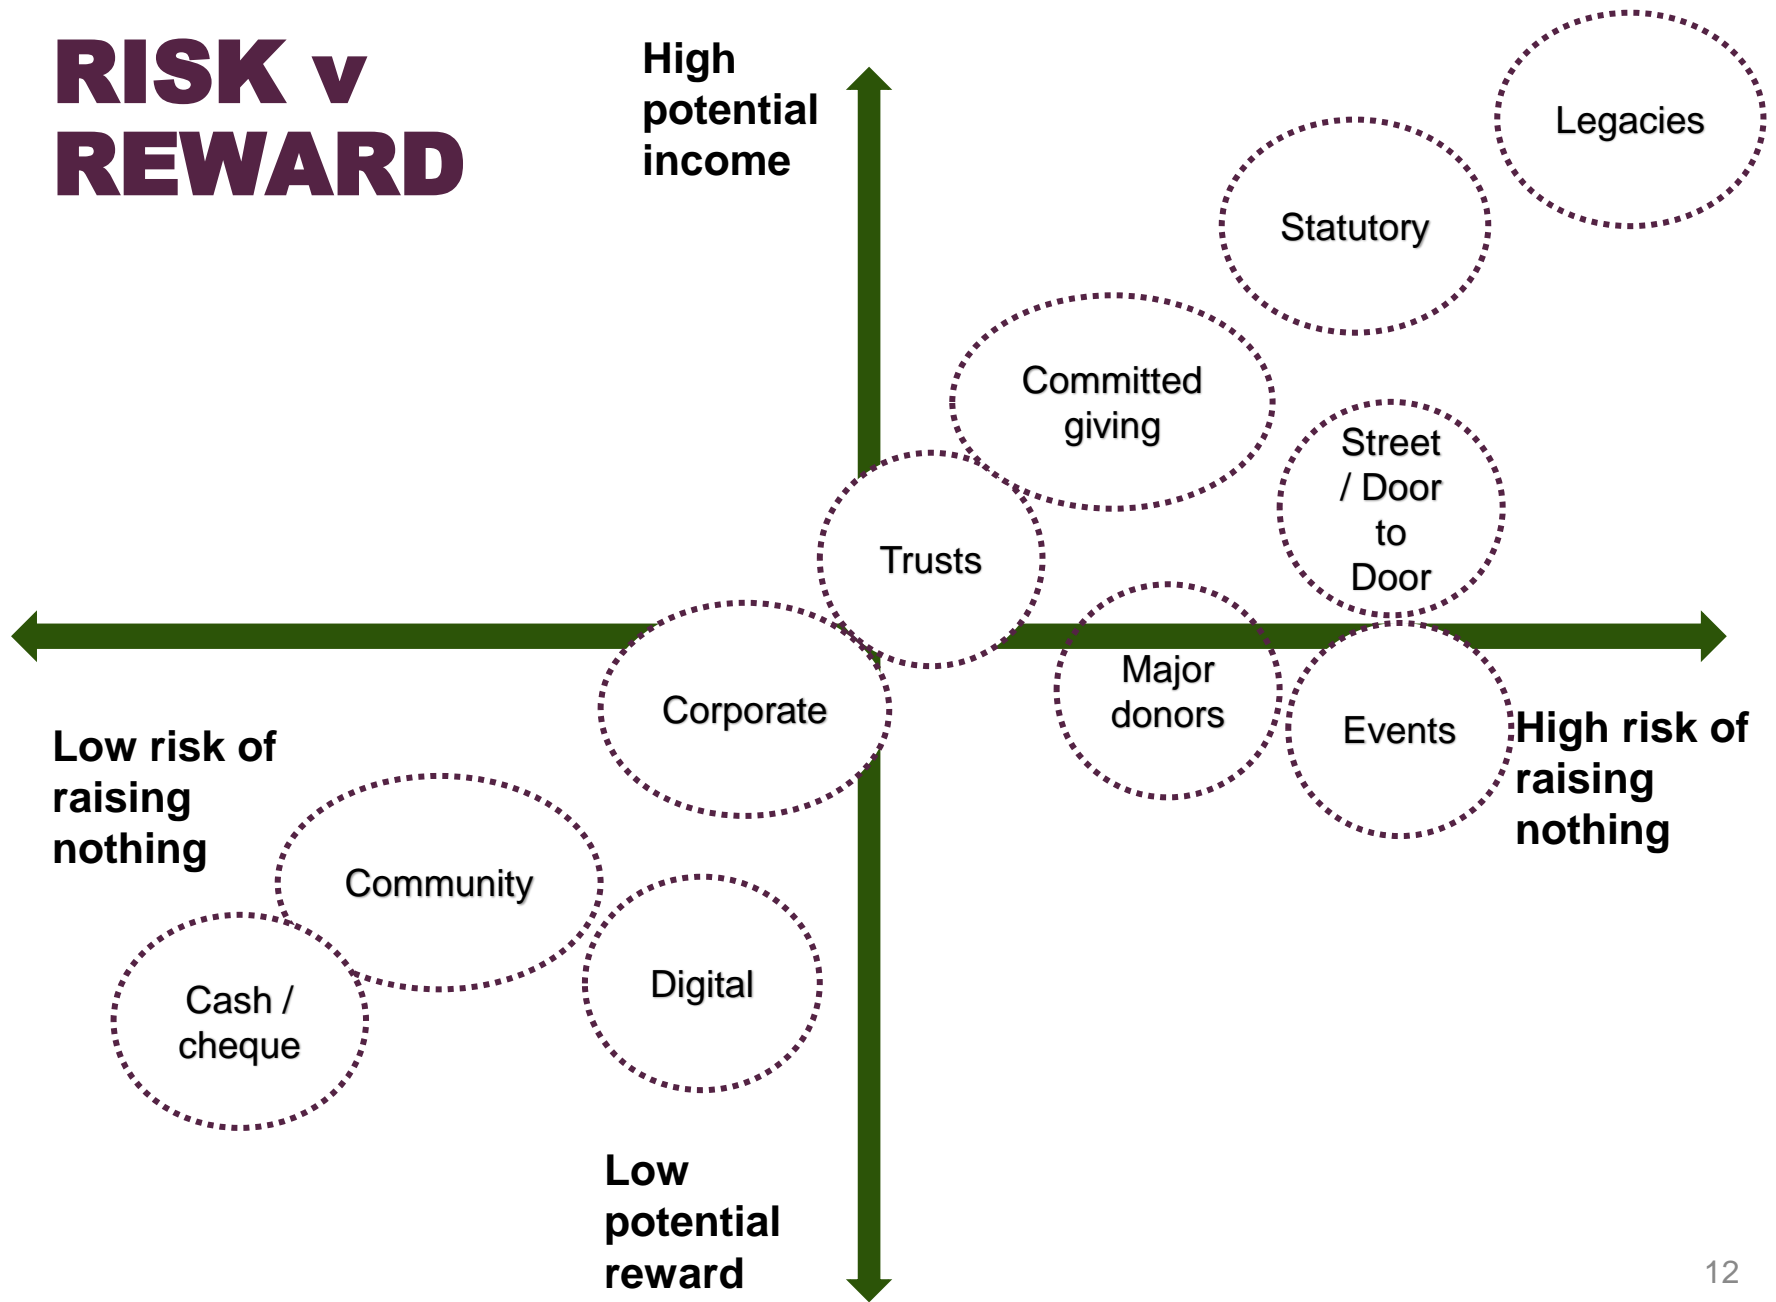 RISK v
REWARD
High
potential
income
Legacies
Statutory
Committed
giving
Street
/ Door
to
Door
Trusts
Major
donors
Corporate
Events
Low risk of
raising
nothing
High risk of
raising
nothing
Community
Digital
Cash /
cheque
Low
potential
reward
12